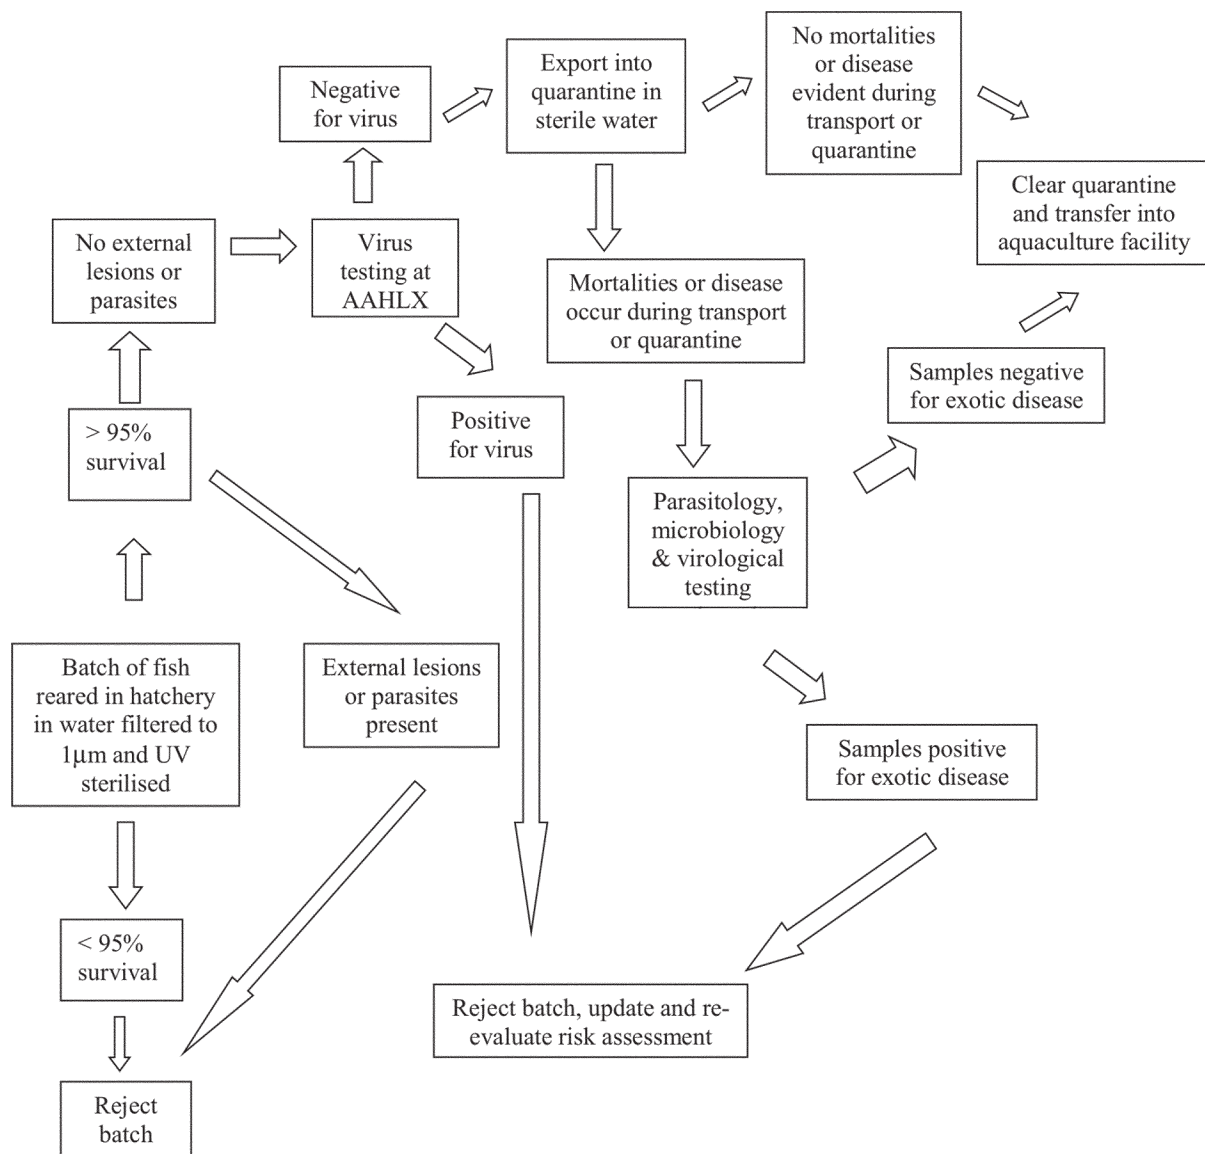 No mortalities
or disease
evident during
transport or
quarantine
Export into
quarantine in
sterile water
Negative
for virus
Clear quarantine
and transfer into
aquaculture facility
No external
lesions or
parasites
Virus
testing at
AAHLX
Mortalities or disease
occur during transport
or quarantine
Samples negative
for exotic disease
> 95%
survival
Positive
for virus
Parasitology,
microbiology
& virological
testing
Batch of fish
reared in hatchery
in water filtered to
1µm and UV
sterilised
External lesions
or parasites
present
Samples positive
for exotic disease
< 95%
survival
Reject batch, update and re-
evaluate risk assessment
Reject
batch